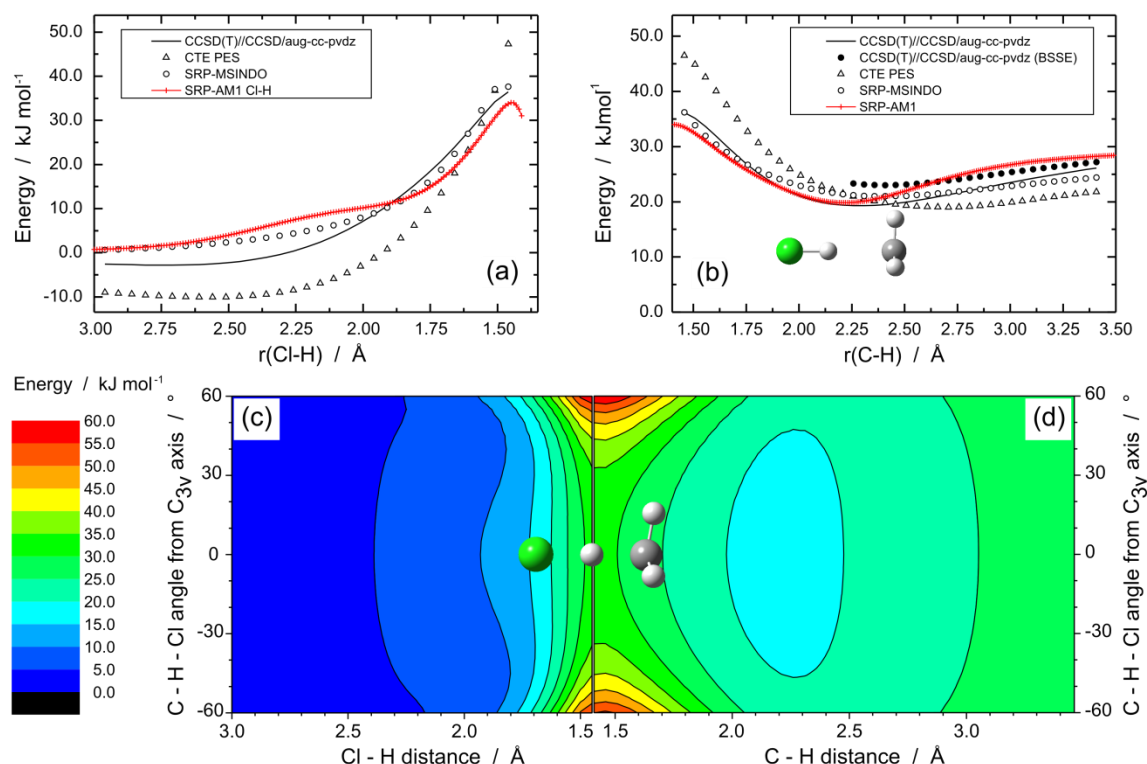 CCSD(T)//CCSD/aug-cc-pvdz
CTE PES
SRP-MSINDO
SRP-AM1 Cl-H
50.0
40.0
30.0
20.0
10.0
0.0
-10.0
Energy / kJ mol-1
(a)
3.00 2.75 2.50 2.25 2.00 1.75 1.50
r(Cl-H) / Å
CCSD(T)//CCSD/aug-cc-pvdz
CCSD(T)//CCSD/aug-cc-pvdz (BSSE)
CTE PES
SRP-MSINDO
SRP-AM1
50.0
40.0
30.0
20.0
10.0
0.0
Energy / kJmol1
(b)
1.50 1.75 2.00 2.25 2.50 2.75 3.00 3.25 3.50
r(C-H) / Å
Energy / kJ mol-1
60.0
55.0
50.0
45.0
40.0
35.0
30.0
25.0
20.0
15.0
10.0
5.0
0.0
C - H - Cl angle from C3v axis / °
60
30
0
-30
-60
(c)
3.0 2.5 2.0 1.5
Cl - H distance / Å
(d)
1.5 2.0 2.5 3.0
C - H distance / Å
60
30
0
-30
-60
C - H - Cl angle from C3v axis / °